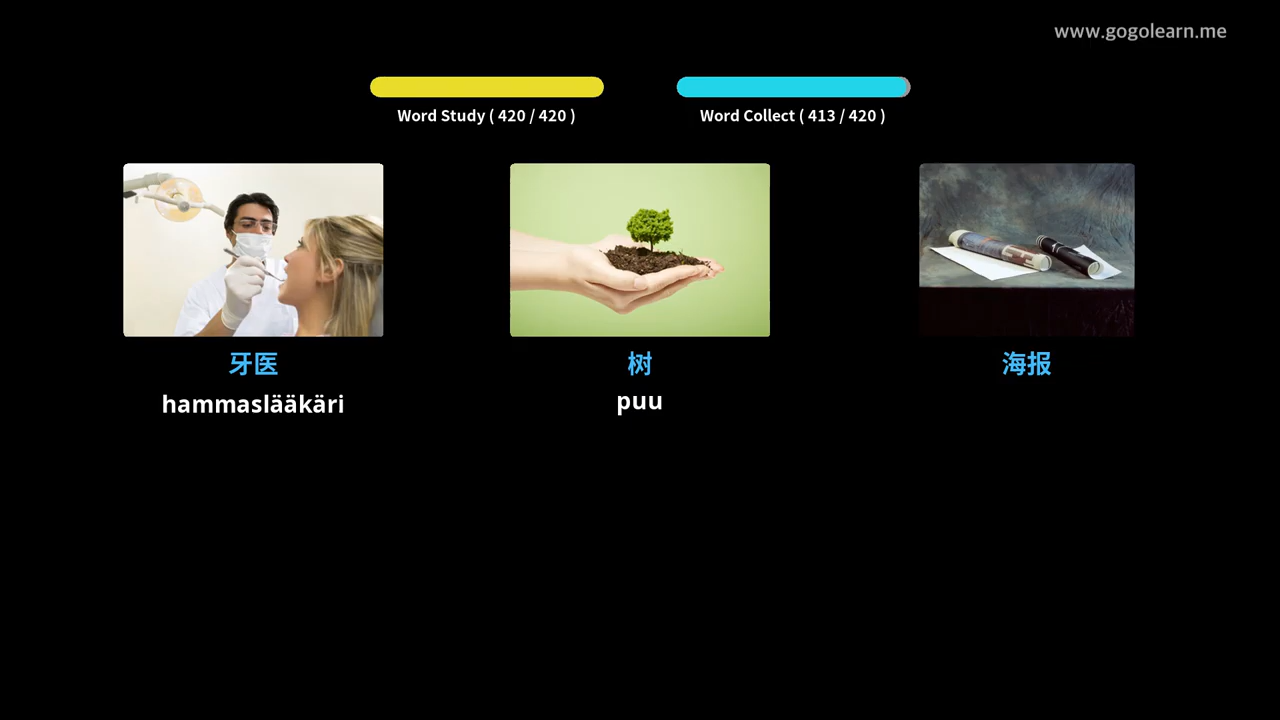 www.gogolearn.me
Word Study ( 420 / 420 )
Word Collect ( 413 / 420 )
牙医
树
海报
hammaslääkäri
puu